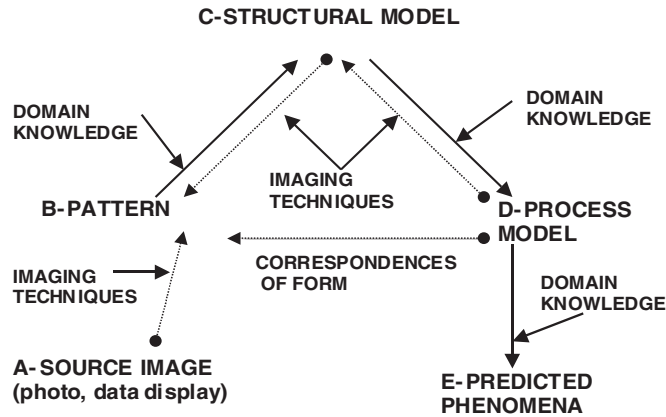 C-STRUCTURAL MODEL
DOMAIN
KNOWLEDGE
DOMAIN
KNOWLEDGE
IMAGING
TECHNIQUES
B-PATTERN
D-PROCESS
MODEL
IMAGING
TECHNIQUES
CORRESPONDENCES
OF FORM
DOMAIN
KNOWLEDGE
A-SOURCE IMAGE
(photo, data display)
E-PREDICTED
PHENOMENA